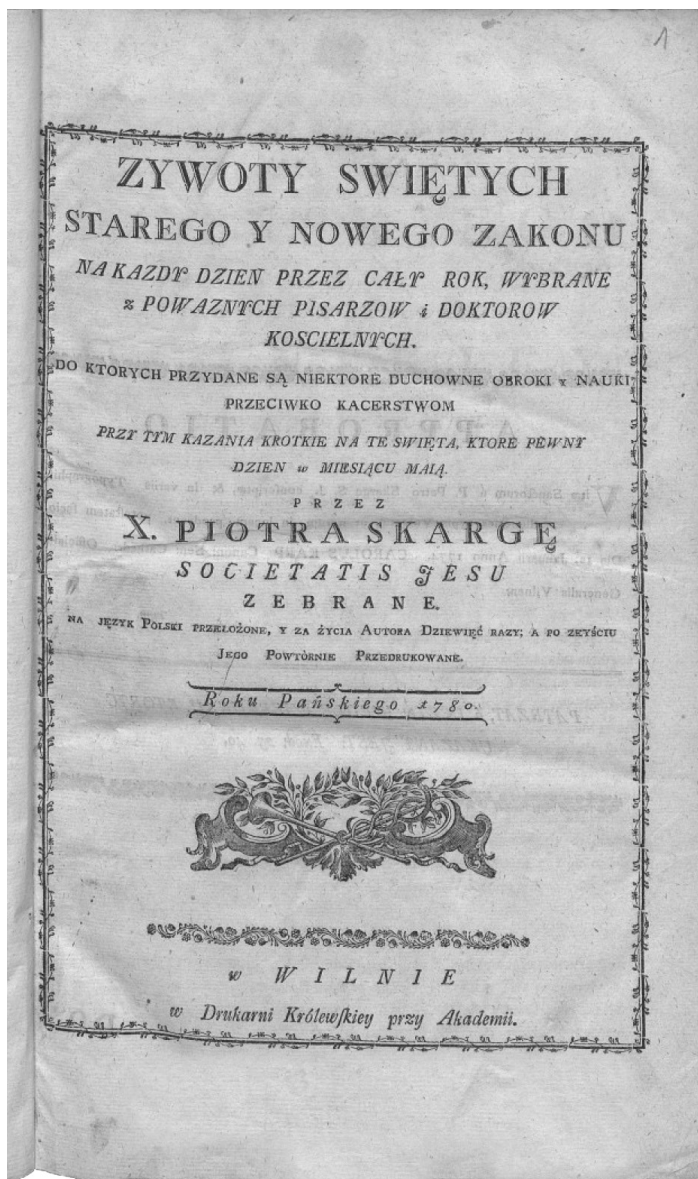 1
ZYWOTY SWIĘTYCH
STAREGO Y NOWEGO ZAKONU
NA KAZDY DZIEN PRZEZ CAŁY ROK, WYBRANE
z POWAZNYCH PISARZOW i DOKTOROW
KOSCIELNYCH.
DO KTORYCH PRZYDANE SĄ NIEKTORE DUCHOWNE OBROKI Y NAUKI
PRZECIWKO KACERSTWOM
PRZY TYM KAZANIA KROTKIE NA TE SWIĘTA, KTORE PEWNY
DZIEN w MIESIĄCU MAIĄ.
PRZEZ
X. PIOTRA SKARGĘ
SOCIETATIS JESU
ZEBRANE.
NA JĘZYK POLSKI PRZEŁOŻONE, Y ZA ŻYCIA AUTORA DZIEWIĘĆ RAZY; A PO ZEYŚCIU
JEGO POWTÒRNIE PRZEDRUKOWANE.
Roku Pańskiego 1780.
w WILNIE
w Drukarni Królewſkiey przy Akademii.